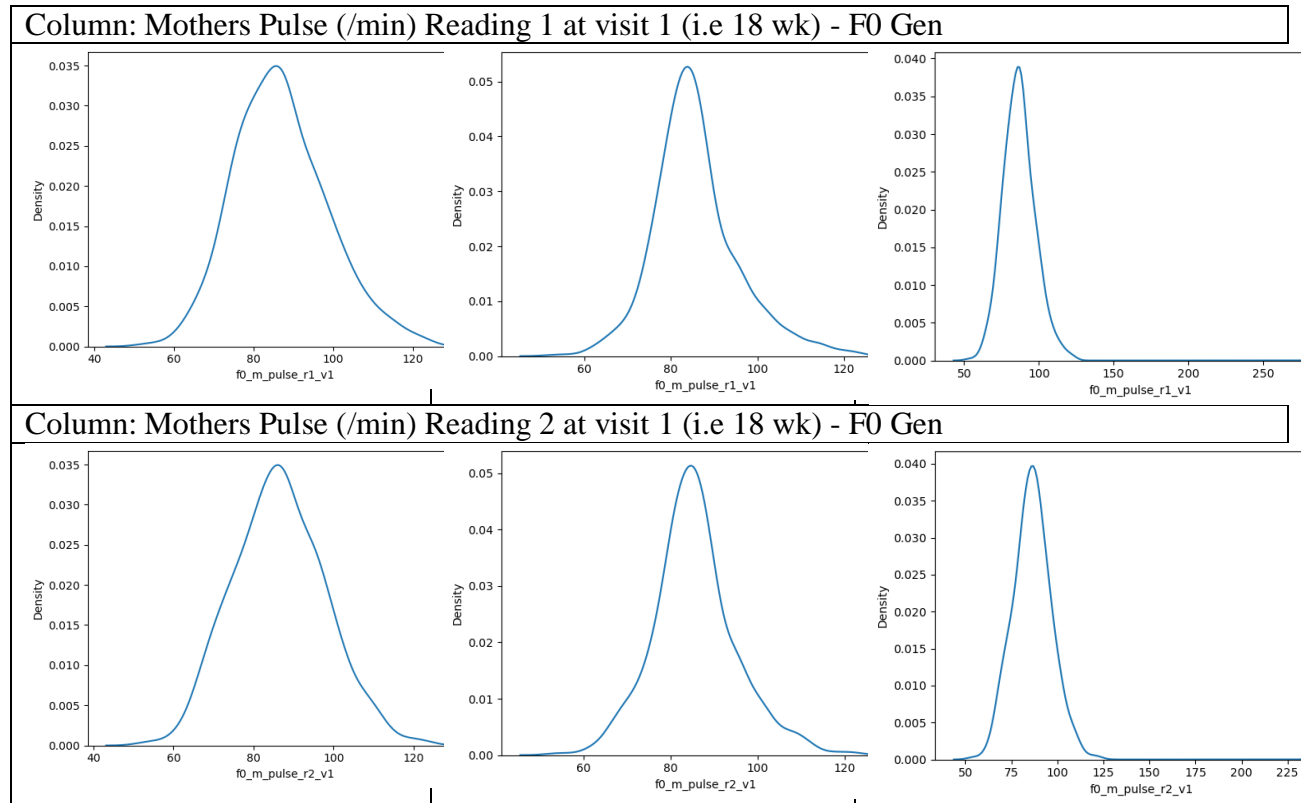 Column: Mothers Pulse (/min) Reading 1 at visit 1 (i.e 18 wk) - F0 Gen
0.035
0.030
0.025
0.020
0.015
0.010
0.005
0.000
Density
40 60 80 100 120
f0_m_pulse_r1_v1
0.05
0.04
0.03
0.02
0.01
0.00
Density
60 80 100 120
f0_m_pulse_r1_v1
0.040
0.035
0.030
0.025
0.020
0.015
0.010
0.005
0.000
Density
50 100 150 200 250
f0_m_pulse_r1_v1
Column: Mothers Pulse (/min) Reading 2 at visit 1 (i.e 18 wk) - F0 Gen
0.035
0.030
0.025
0.020
0.015
0.010
0.005
0.000
Density
40 60 80 100 120
f0_m_pulse_r2_v1
0.05
0.04
0.03
0.02
0.01
0.00
Density
60 80 100 120
f0_m_pulse_r2_v1
0.040
0.035
0.030
0.025
0.020
0.015
0.010
0.005
0.000
Density
50 75 100 125 150 175 200 225
f0_m_pulse_r2_v1